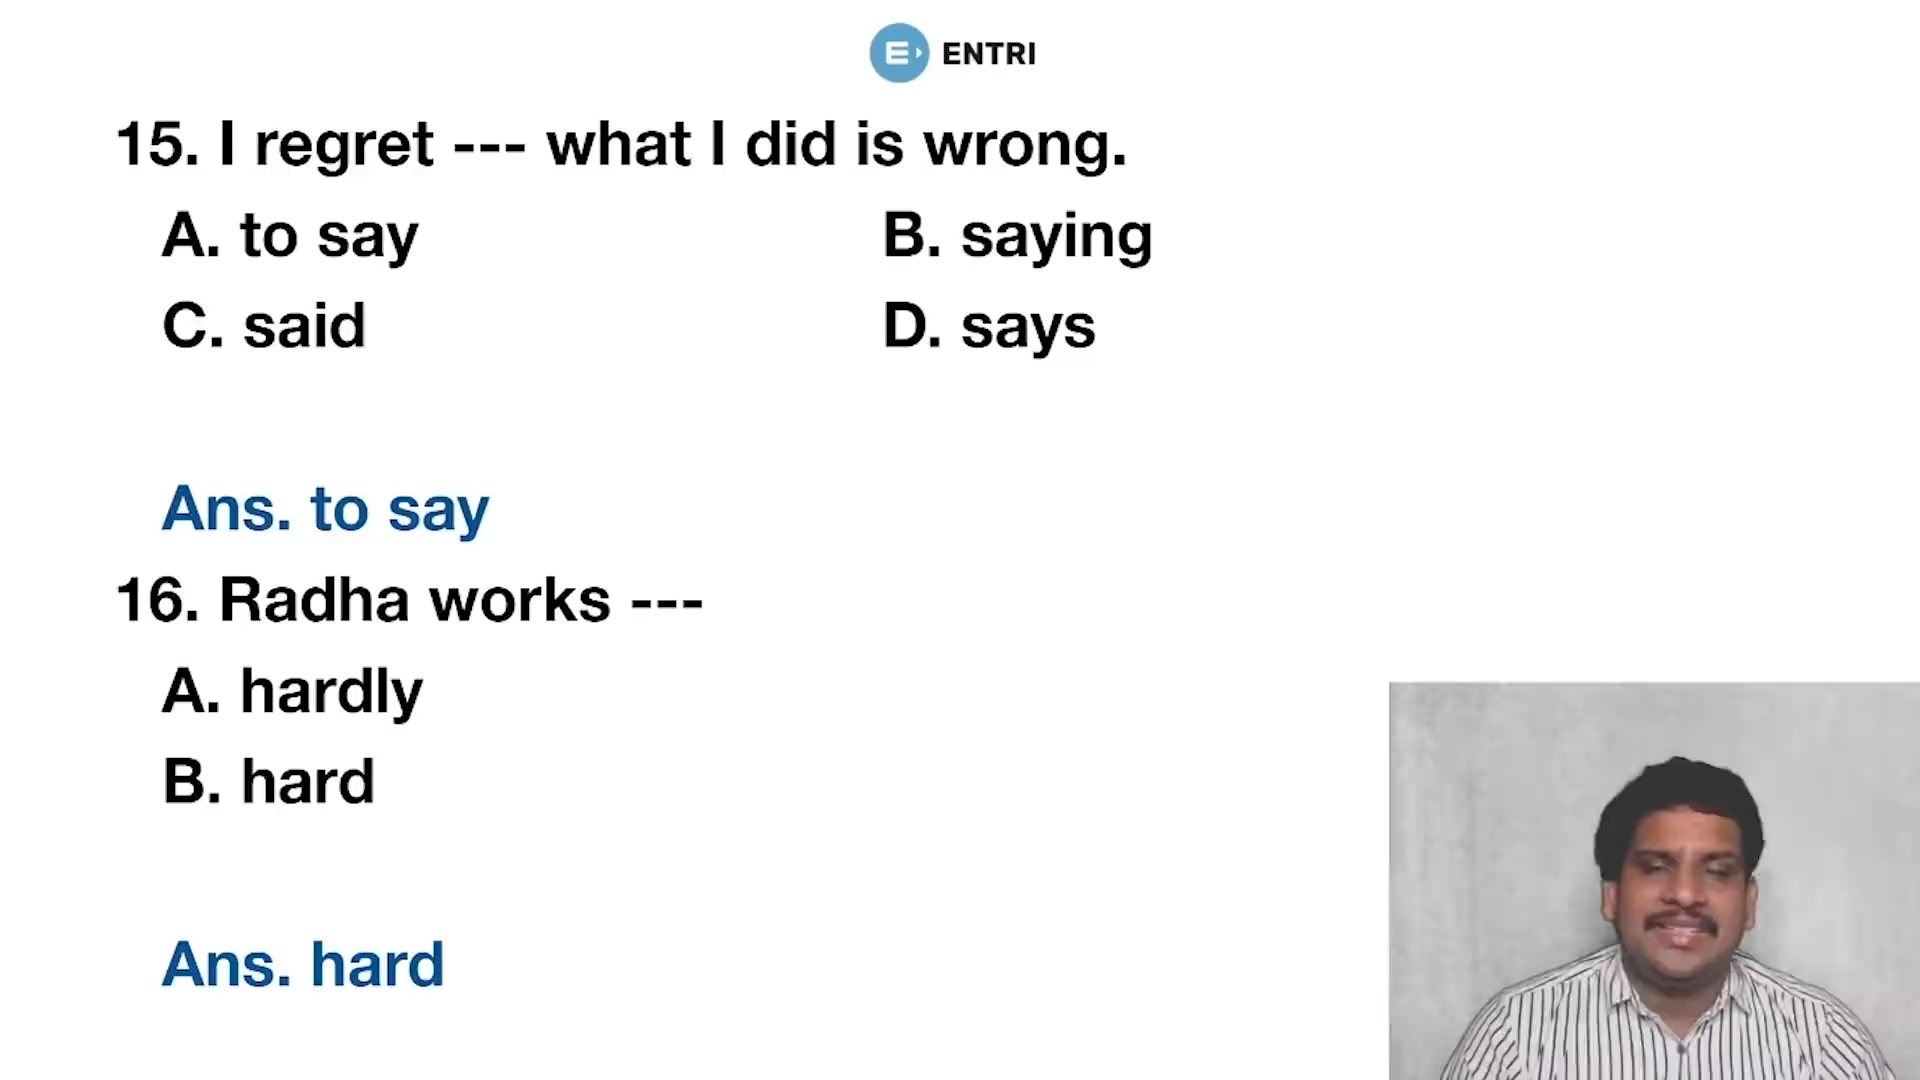 ENTRI
15. I regret --- what I did is wrong.
A. to say B. saying
C. said D. says
Ans. to say
16. Radha works ---
A. hardly
B. hard
Ans. hard